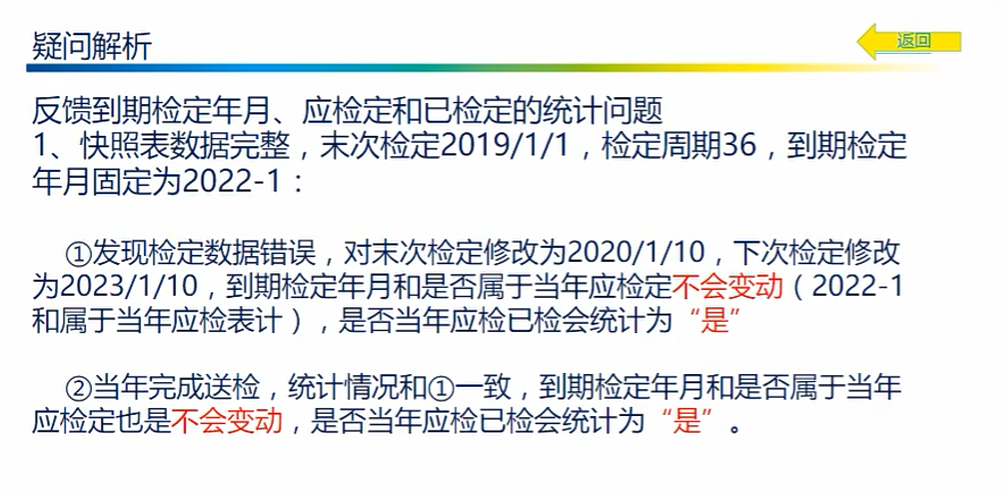 疑问解析
返回
反馈到期检定年月、应检定和已检定的统计问题
1、快照表数据完整，末次检定2019/1/1，检定周期36，到期检定
年月固定为2022-1：
①发现检定数据错误，对末次检定修改为2020/1/10，下次检定修改
为2023/1/10，到期检定年月和是否属于当年应检定不会变动（2022-1
和属于当年应检表计），是否当年应检已检会统计为“是”
②当年完成送检，统计情况和①一致，到期检定年月和是否属于当年
应检定也是不会变动，是否当年应检已检会统计为“是”。